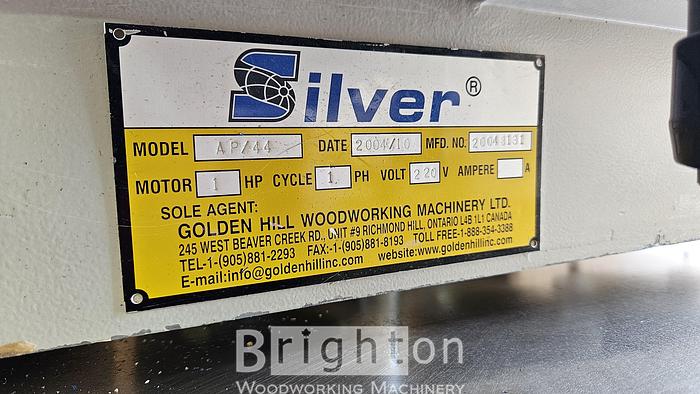 Silver®
MODEL AP/44 DATE 2004/10 MFD. NO.
MOTOR 1 HP CYCLE 1 PH VOLT 220 V AMPERE A
SOLE AGENT:
GOLDEN HILL WOODWORKING MACHINERY LTD.
245 WEST BEAVER CREEK RD., UNIT #9 RICHMOND HILL, ONTARIO L4B 1L1 CANADA
TEL-1-(905)881-2293 FAX:-1-(905)881-8193 TOLL FREE-1-888-354-3388
E-mail:info@goldenhillinc.com website:www.goldenhillinc.com
Brighton
WOODWORKING MACHINERY